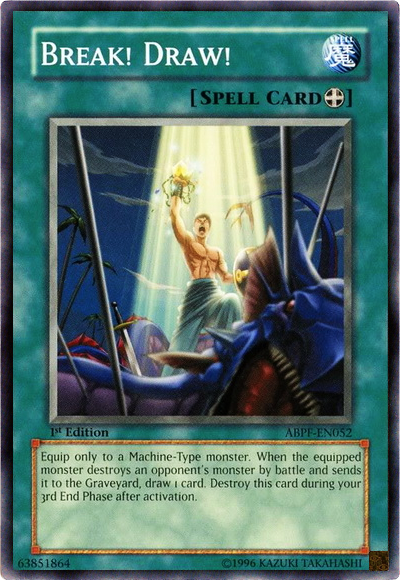 BREAK! DRAW!
SPELL
魔
[SPELL CARD]
1st Edition
ABPF-EN052
Equip only to a Machine-Type monster. When the equipped
monster destroys an opponent's monster by battle and sends
it to the Graveyard, draw 1 card. Destroy this card during your
3rd End Phase after activation.
63851864
©1996 KAZUKI TAKAHASHI